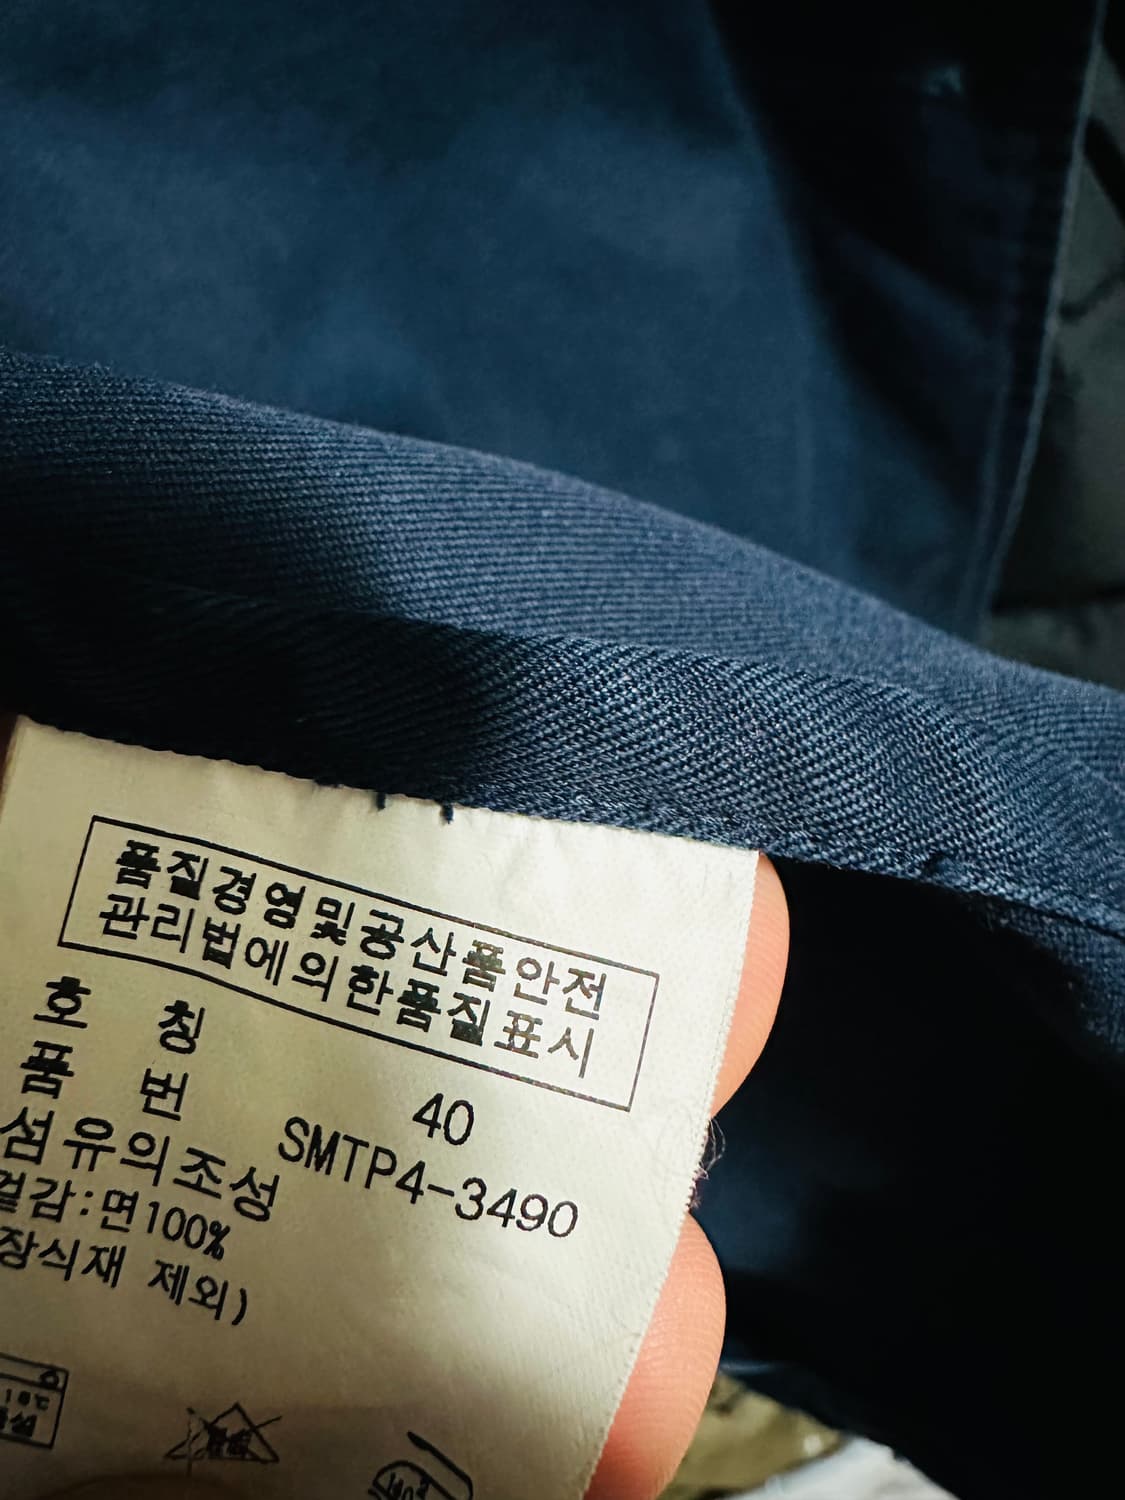 품질경영및공산품안전
관리법에의한품질표시
호 칭 40
품 번 SMTP4-3490
섬유의조성
겉감:면100%
장식재 제외)